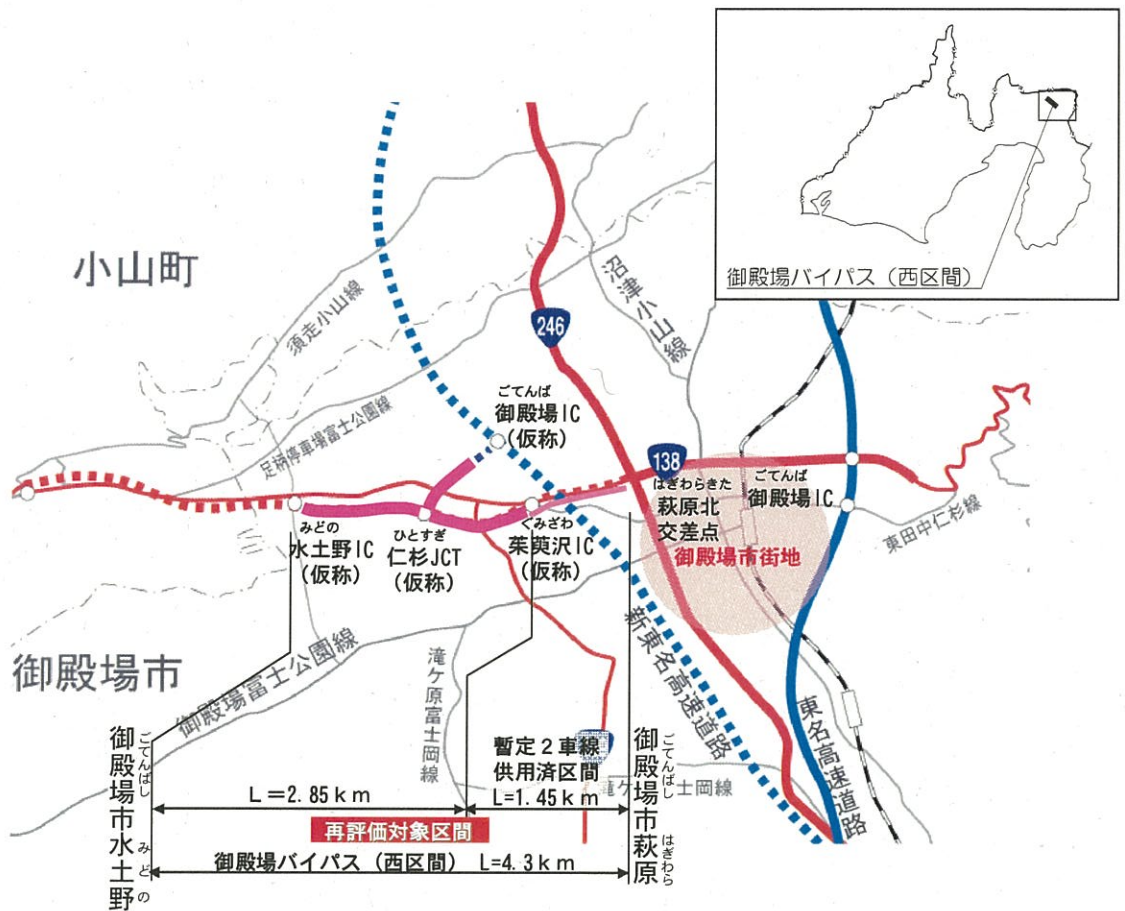 御殿場バイパス（西区間）
小山町
須走小山線
足柄停車場富士公園線
沼津小山線
246
ごてんば
御殿場IC
（仮称）
138
はぎわらきた
萩原北
交差点
ごてんば
御殿場IC
御殿場市街地
東田中仁杉線
みどの
水土野IC
（仮称）
ひとすぎ
仁杉JCT
（仮称）
ぐみざわ
茱萸沢IC
（仮称）
御殿場市
御殿場富士公園線
滝ケ原富士岡線
新東名高速道路
東名高速道路
御殿場市水土野
ごてんばし みどの
暫定２車線
供用済区間
滝ケ 士岡線
L＝2.85ｋｍ
L=1.45ｋｍ
再評価対象区間
御殿場バイパス（西区間） L=4.3ｋｍ
御殿場市萩原
ごてんばし はぎわら